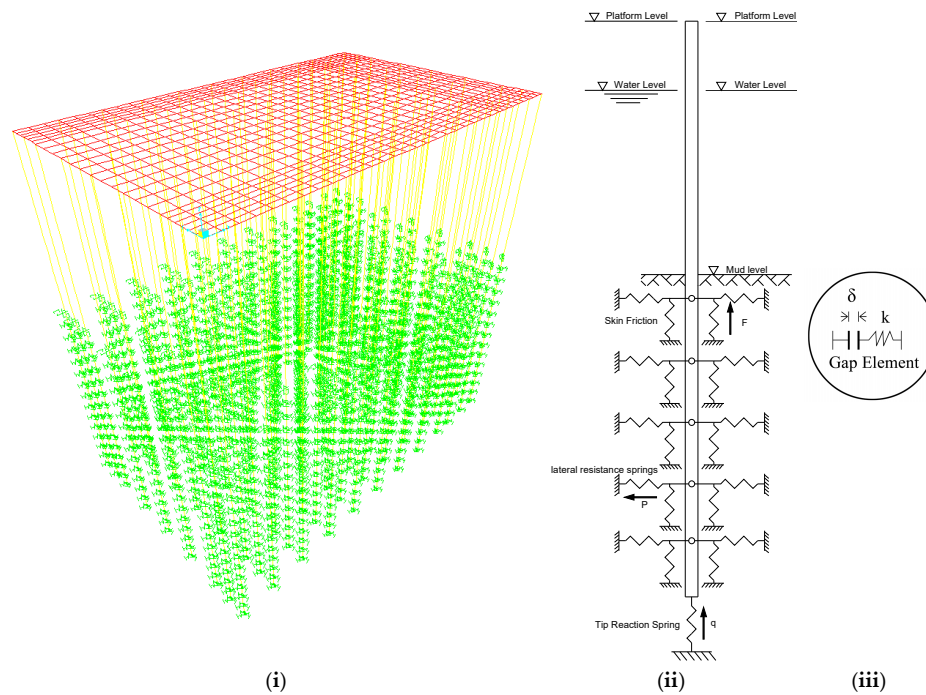 Platform Level
Platform Level
Water Level
Water Level
Mud level
Skin Friction
F
δ
k
Gap Element
lateral resistance springs
P
Tip Reaction Spring
q
(i)
(ii)
(iii)